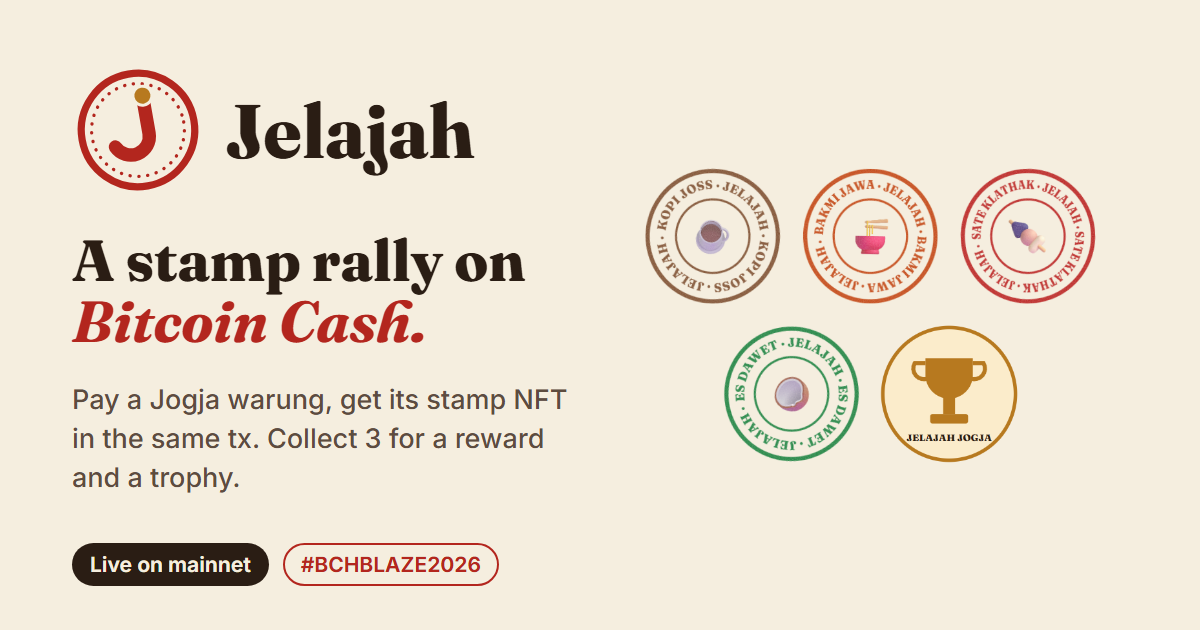 Jelajah
A stamp rally on
Bitcoin Cash.
Pay a Jogja warung, get its stamp NFT
in the same tx. Collect 3 for a reward
and a trophy.
Live on mainnet
#BCHBLAZE2026
KOPI JOSS · JELAJAH · KOPI JOSS · JELAJAH ·
BAKMI JAWA · JELAJAH · BAKMI JAWA · JELAJAH ·
SATE KLATHAK · JELAJAH · SATE KLATHAK · JELAJAH ·
ES DAWET · JELAJAH · ES DAWET · JELAJAH ·
JELAJAH JOGJA